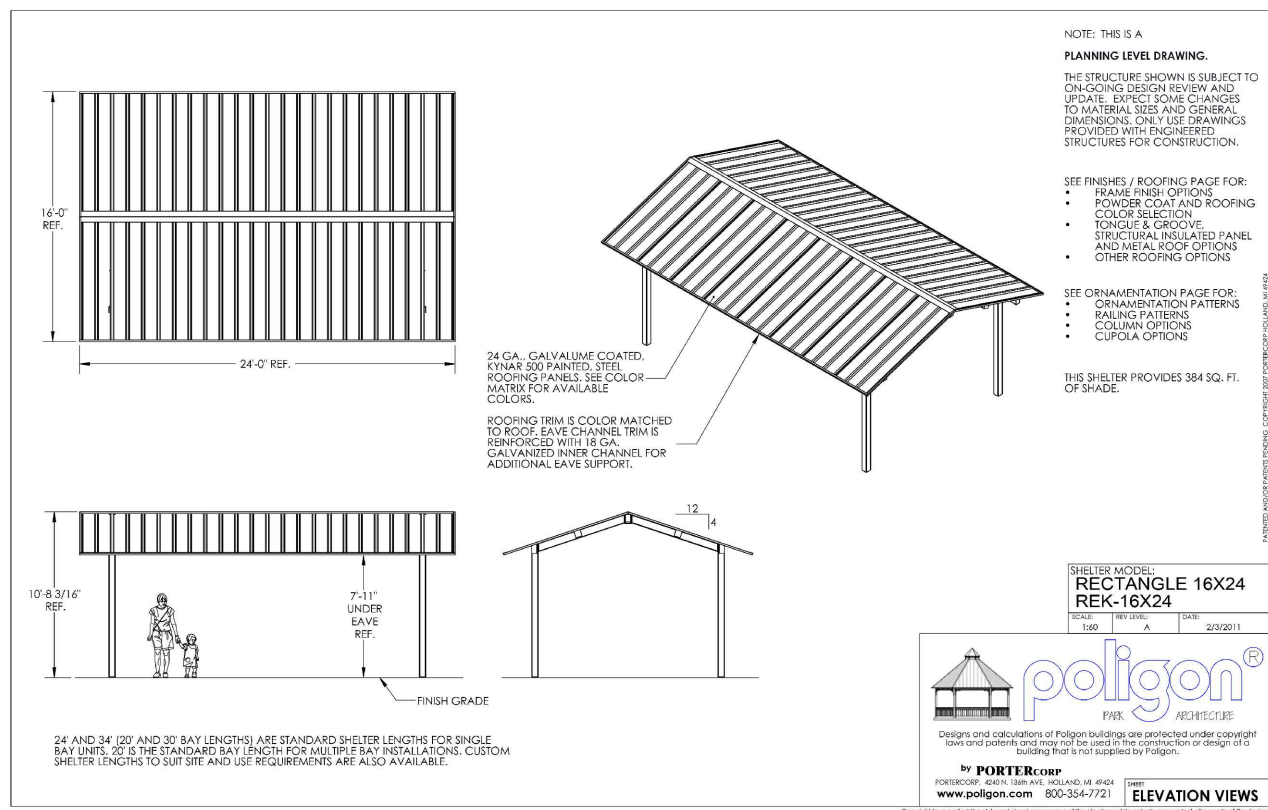 NOTE: THIS IS A
PLANNING LEVEL DRAWING.
THE STRUCTURE SHOWN IS SUBJECT TO
ON-GOING DESIGN REVIEW AND
UPDATE. EXPECT SOME CHANGES
TO MATERIAL SIZES AND GENERAL
DIMENSIONS. ONLY USE DRAWINGS
PROVIDED WITH ENGINEERED
STRUCTURES FOR CONSTRUCTION.
SEE FINISHES / ROOFING PAGE FOR:
• FRAME FINISH OPTIONS
• POWDER COAT AND ROOFING
COLOR SELECTION
• TONGUE & GROOVE,
STRUCTURAL INSULATED PANEL
AND METAL ROOF OPTIONS
• OTHER ROOFING OPTIONS
SEE ORNAMENTATION PAGE FOR:
• ORNAMENTATION PATTERNS
• RAILING PATTERNS
• COLUMN OPTIONS
• CUPOLA OPTIONS
THIS SHELTER PROVIDES 384 SQ. FT.
OF SHADE.
16'-0"
REF.
24'-0" REF.
24 GA., GALVALUME COATED,
KYNAR 500 PAINTED, STEEL
ROOFING PANELS. SEE COLOR
MATRIX FOR AVAILABLE
COLORS.
ROOFING TRIM IS COLOR MATCHED
TO ROOF. EAVE CHANNEL TRIM IS
REINFORCED WITH 18 GA.
GALVANIZED INNER CHANNEL FOR
ADDITIONAL EAVE SUPPORT.
12
4
10'-8 3/16"
REF.
7'-11"
UNDER
EAVE
REF.
FINISH GRADE
24' AND 34' (20' AND 30' BAY LENGTHS) ARE STANDARD SHELTER LENGTHS FOR SINGLE
BAY UNITS. 20' IS THE STANDARD BAY LENGTH FOR MULTIPLE BAY INSTALLATIONS. CUSTOM
SHELTER LENGTHS TO SUIT SITE AND USE REQUIREMENTS ARE ALSO AVAILABLE.
PATENTED AND/OR PATENTS PENDING COPYRIGHT 2007 PORTERCORP HOLLAND, MI 49424
SHELTER MODEL:
RECTANGLE 16X24
REK-16X24
SCALE: REV LEVEL: DATE:
1:60 A 2/3/2011
poligon®
PARK ARCHITECTURE
Designs and calculations of Poligon buildings are protected under copyright
laws and patents and may not be used in the construction or design of a
building that is not supplied by Poligon.
by PORTERCORP
PORTERCORP, 4240 N. 136th AVE, HOLLAND, MI 49424
www.poligon.com 800-354-7721
SHEET
ELEVATION VIEWS